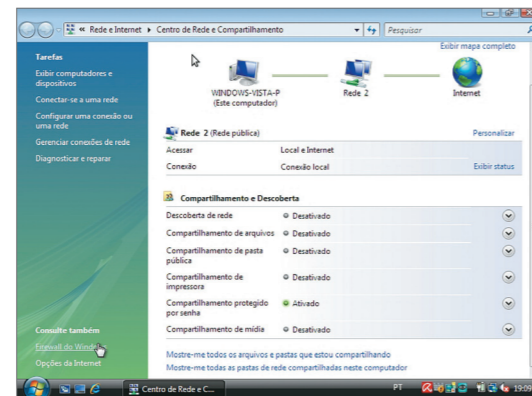 « Rede e Internet ▸ Centro de Rede e Compartilhamento
Pesquisar
Tarefas
Exibir computadores e
dispositivos
Conectar-se a uma rede
Configurar uma conexão ou
uma rede
Gerenciar conexões de rede
Diagnosticar e reparar
Consulte também
Firewall do Windows
Opções da Internet
Exibir mapa completo
WINDOWS-VISTA-P
(Este computador)
Rede 2
Internet
Rede 2 (Rede pública)
Personalizar
Acessar
Local e Internet
Conexão
Conexão local
Exibir status
Compartilhamento e Descoberta
Descoberta de rede
Desativado
Compartilhamento de arquivos
Desativado
Compartilhamento de pasta
pública
Desativado
Compartilhamento de
impressora
Desativado
Compartilhamento protegido
por senha
Ativado
Compartilhamento de mídia
Desativado
Mostre-me todos os arquivos e pastas que estou compartilhando
Mostre-me todas as pastas de rede compartilhadas neste computador
Centro de Rede e C...
PT
19:09